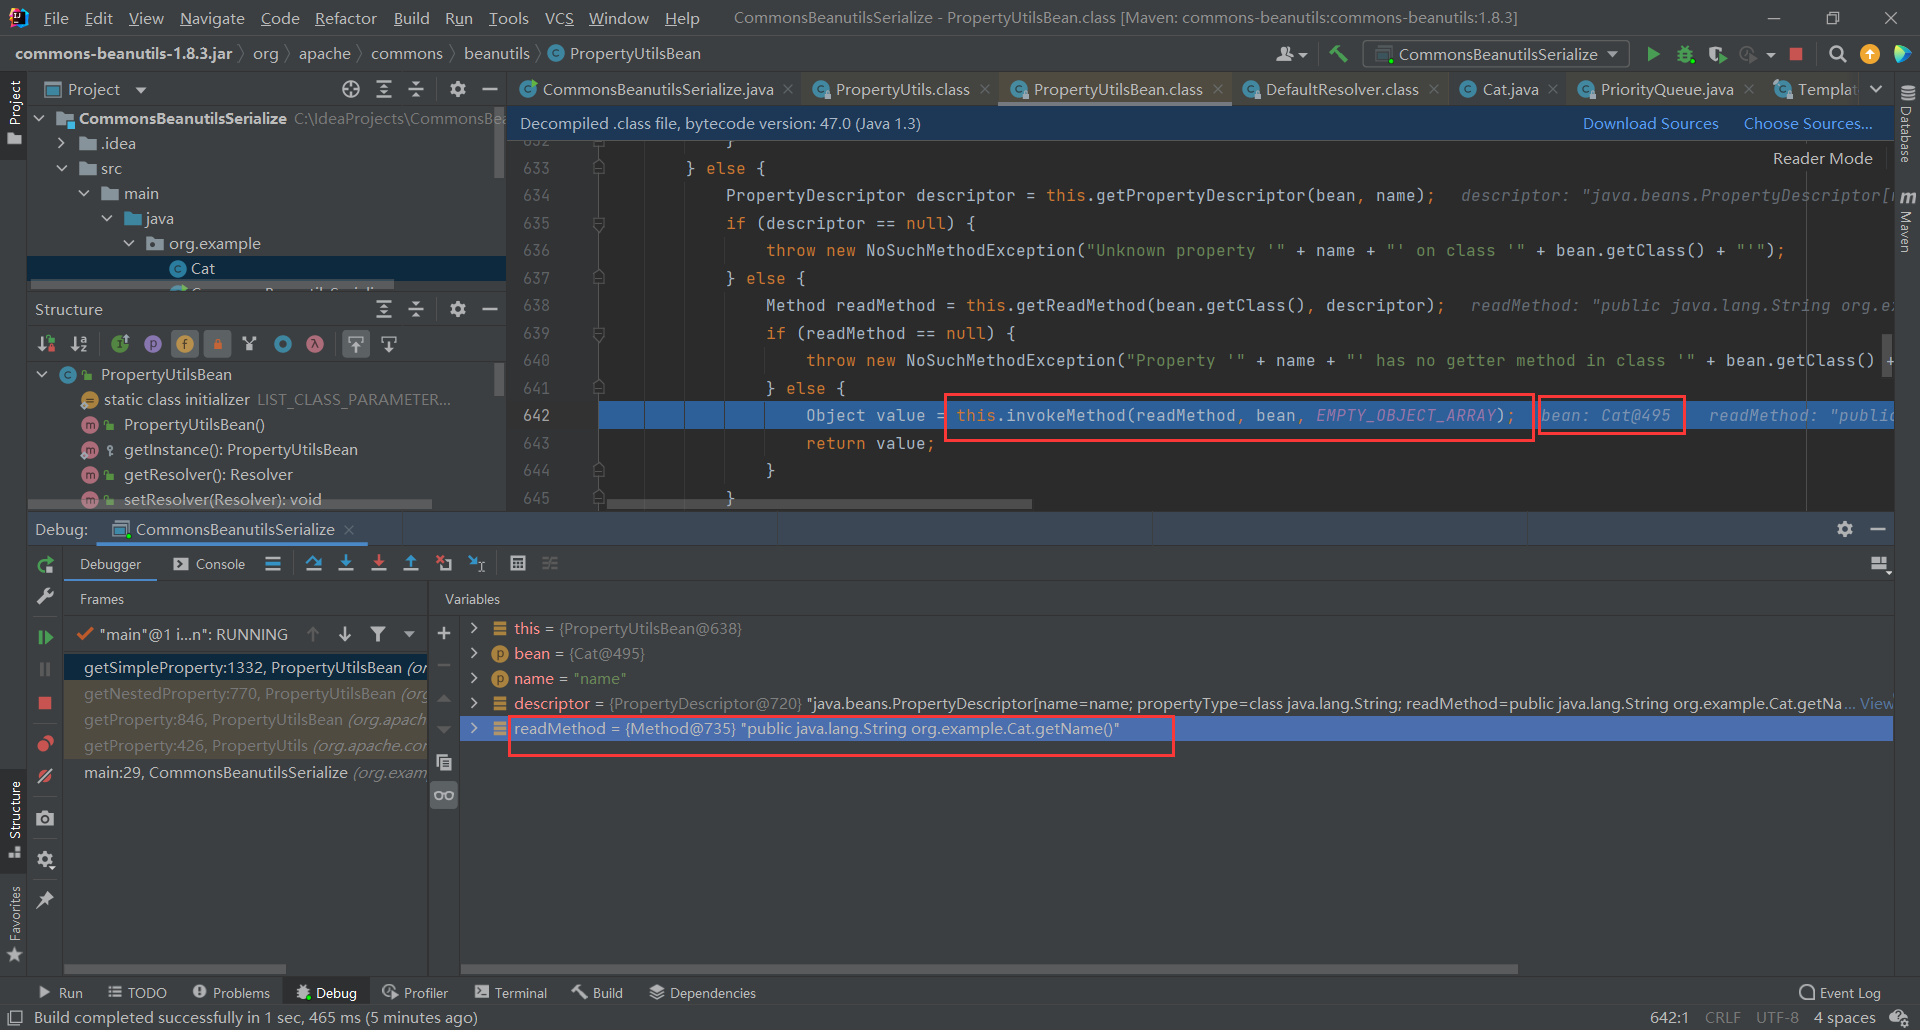 File Edit View Navigate Code Refactor Build Run Tools VCS Window Help CommonsBeanutilsSerialize - PropertyUtilsBean.class [Maven: commons-beanutils:commons-beanutils:1.8.3]
commons-beanutils-1.8.3.jar org apache commons beanutils PropertyUtilsBean CommonsBeanutilsSerialize
Project
Project
CommonsBeanutilsSerialize C:\IdeaProjects\CommonsBea
.idea
src
main
java
org.example
Cat
CommonsBeanutilsSerialize.java PropertyUtils.class PropertyUtilsBean.class DefaultResolver.class Cat.java PriorityQueue.java Templat
Decompiled .class file, bytecode version: 47.0 (Java 1.3) Download Sources Choose Sources...
Reader Mode
632 }
633 } else {
634 PropertyDescriptor descriptor = this.getPropertyDescriptor(bean, name); descriptor: "java.beans.PropertyDescriptor[
635 if (descriptor == null) {
636 throw new NoSuchMethodException("Unknown property '" + name + "' on class '" + bean.getClass() + "'");
637 } else {
638 Method readMethod = this.getReadMethod(bean.getClass(), descriptor); readMethod: "public java.lang.String org.ex
639 if (readMethod == null) {
640 throw new NoSuchMethodException("Property '" + name + "' has no getter method in class '" + bean.getClass() +
641 } else {
642 Object value = this.invokeMethod(readMethod, bean, EMPTY_OBJECT_ARRAY); bean: Cat@495 readMethod: "public
643 return value;
644 }
645 }
Database
Maven
Structure
PropertyUtilsBean
static class initializer LIST_CLASS_PARAMETER...
PropertyUtilsBean()
getInstance(): PropertyUtilsBean
getResolver(): Resolver
setResolver(Resolver): void
Debug: CommonsBeanutilsSerialize
Debugger Console
Frames
Variables
"main"@1 i...n": RUNNING
getSimpleProperty:1332, PropertyUtilsBean (or
getNestedProperty:770, PropertyUtilsBean (org
getProperty:846, PropertyUtilsBean (org.apach
getProperty:426, PropertyUtils (org.apache.cor
main:29, CommonsBeanutilsSerialize (org.exam
this = {PropertyUtilsBean@638}
bean = {Cat@495}
name = "name"
descriptor = {PropertyDescriptor@720} "java.beans.PropertyDescriptor[name=name; propertyType=class java.lang.String; readMethod=public java.lang.String org.example.Cat.getNa... View
readMethod = {Method@735} "public java.lang.String org.example.Cat.getName()"
Structure
Favorites
Run TODO Problems Debug Profiler Terminal Build Dependencies Event Log
Build completed successfully in 1 sec, 465 ms (5 minutes ago) 642:1 CRLF UTF-8 4 spaces